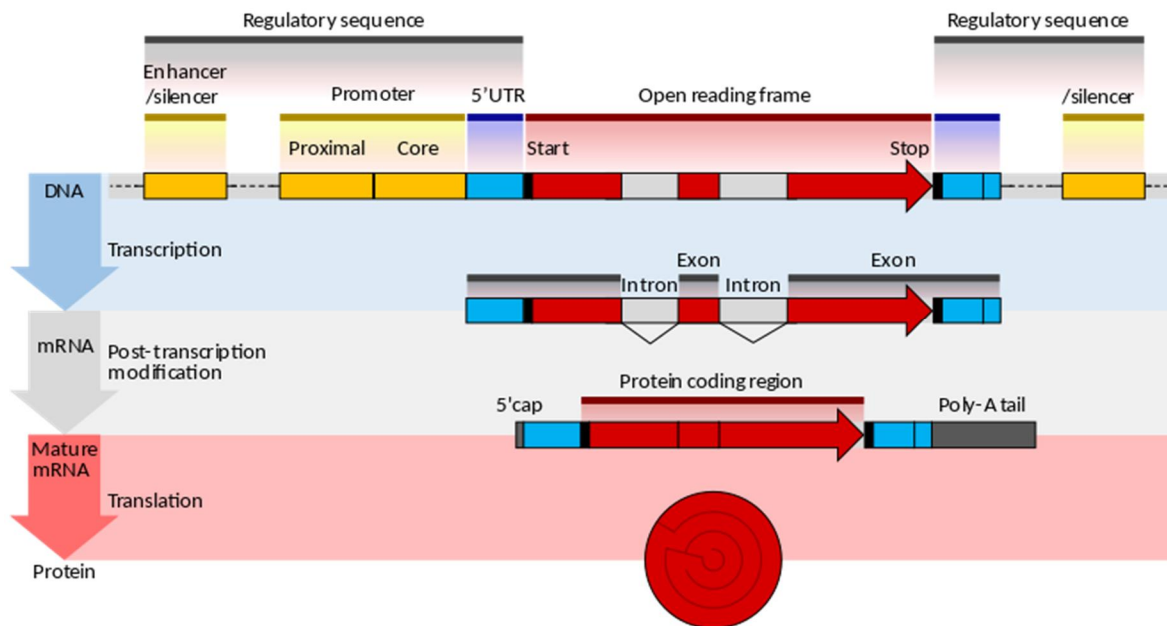 Regulatory sequence
Regulatory sequence
Enhancer
/silencer
Promoter
5'UTR
Open reading frame
/silencer
Proximal
Core
Start
Stop
DNA
Transcription
Exon
Exon
Intron
Intron
mRNA
Post-transcription
modification
Protein coding region
5'cap
Poly-A tail
Mature
mRNA
Translation
Protein